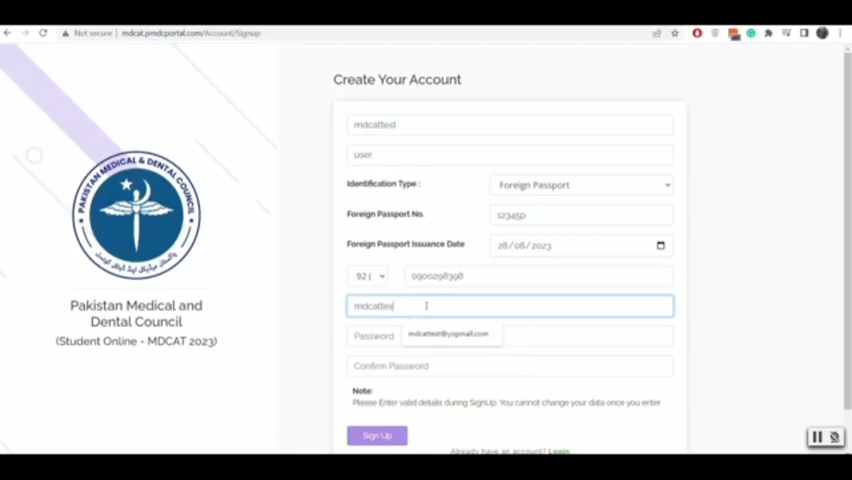 Not secure | mdcat.pmdcportal.com/Account/Signup
Create Your Account
mdcattest
user
Identification Type :
Foreign Passport
Foreign Passport No.
12345p
Foreign Passport Issuance Date
28/06/2023
92 (
0900298398
mdcattes
Password
mdcattest@yopmail.com
Confirm Password
Note:
Please Enter valid details during SignUp. You cannot change your data once you enter
Sign Up
Already have an account? Login
PAKISTAN MEDICAL & DENTAL COUNCIL
Pakistan Medical and
Dental Council
(Student Online - MDCAT 2023)